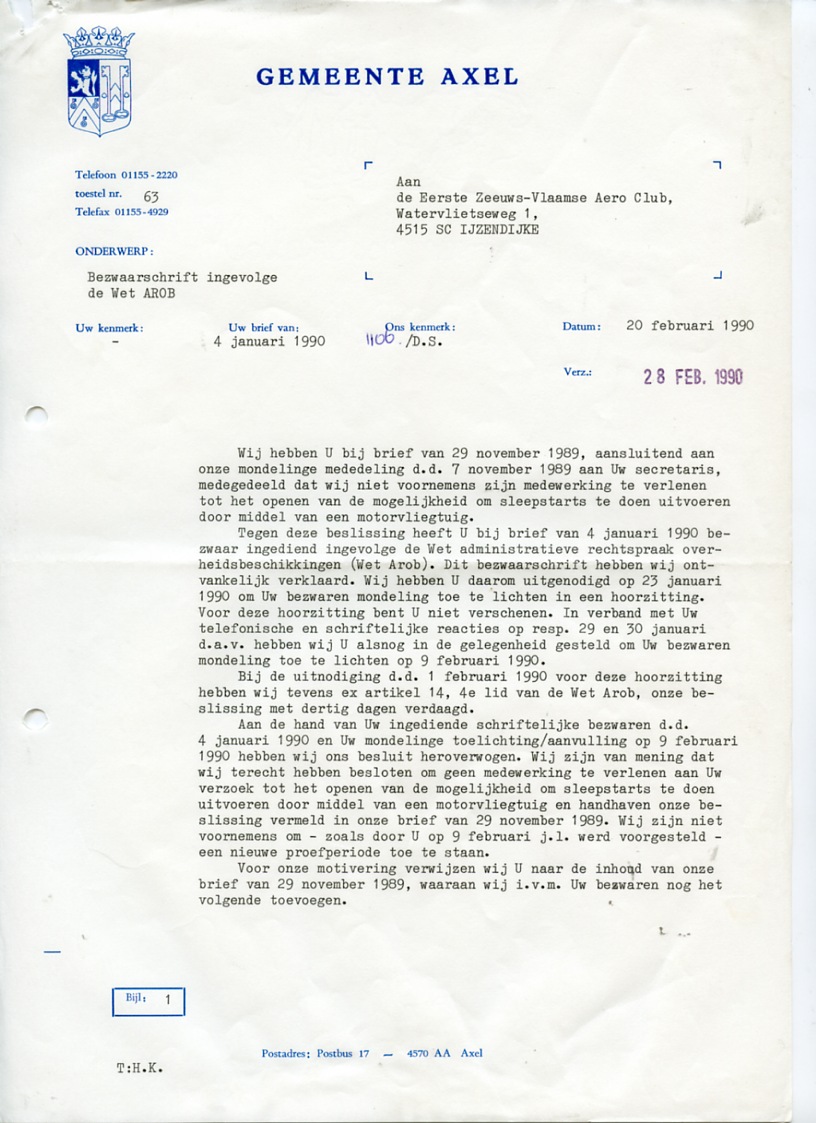 GEMEENTE AXEL
Telefoon 01155-2220
toestel nr. 63
Telefax 01155-4929
Aan
de Eerste Zeeuws-Vlaamse Aero Club,
Watervlietseweg 1,
4515 SC IJZENDIJKE
ONDERWERP:
Bezwaarschrift ingevolge
de Wet AROB
Uw kenmerk: Uw brief van: Ons kenmerk: Datum: 20 februari 1990
- 4 januari 1990 1106 ./D.S.
Verz.: 28 FEB. 1990
Wij hebben U bij brief van 29 november 1989, aansluitend aan
onze mondelinge mededeling d.d. 7 november 1989 aan Uw secretaris,
medegedeeld dat wij niet voornemens zijn medewerking te verlenen
tot het openen van de mogelijkheid om sleepstarts te doen uitvoeren
door middel van een motorvliegtuig.
Tegen deze beslissing heeft U bij brief van 4 januari 1990 be-
zwaar ingediend ingevolge de Wet administratieve rechtspraak over-
heidsbeschikkingen (Wet Arob). Dit bezwaarschrift hebben wij ont-
vankelijk verklaard. Wij hebben U daarom uitgenodigd op 23 januari
1990 om Uw bezwaren mondeling toe te lichten in een hoorzitting.
Voor deze hoorzitting bent U niet verschenen. In verband met Uw
telefonische en schriftelijke reacties op resp. 29 en 30 januari
d.a.v. hebben wij U alsnog in de gelegenheid gesteld om Uw bezwaren
mondeling toe te lichten op 9 februari 1990.
Bij de uitnodiging d.d. 1 februari 1990 voor deze hoorzitting
hebben wij tevens ex artikel 14, 4e lid van de Wet Arob, onze be-
slissing met dertig dagen verdaagd.
Aan de hand van Uw ingediende schriftelijke bezwaren d.d.
4 januari 1990 en Uw mondelinge toelichting/aanvulling op 9 februari
1990 hebben wij ons besluit heroverwogen. Wij zijn van mening dat
wij terecht hebben besloten om geen medewerking te verlenen aan Uw
verzoek tot het openen van de mogelijkheid om sleepstarts te doen
uitvoeren door middel van een motorvliegtuig en handhaven onze be-
slissing vermeld in onze brief van 29 november 1989. Wij zijn niet
voornemens om - zoals door U op 9 februari j.l. werd voorgesteld -
een nieuwe proefperiode toe te staan.
Voor onze motivering verwijzen wij U naar de inhoud van onze
brief van 29 november 1989, waaraan wij i.v.m. Uw bezwaren nog het
volgende toevoegen.
Bijl: 1
Postadres: Postbus 17 — 4570 AA Axel
T:H.K.